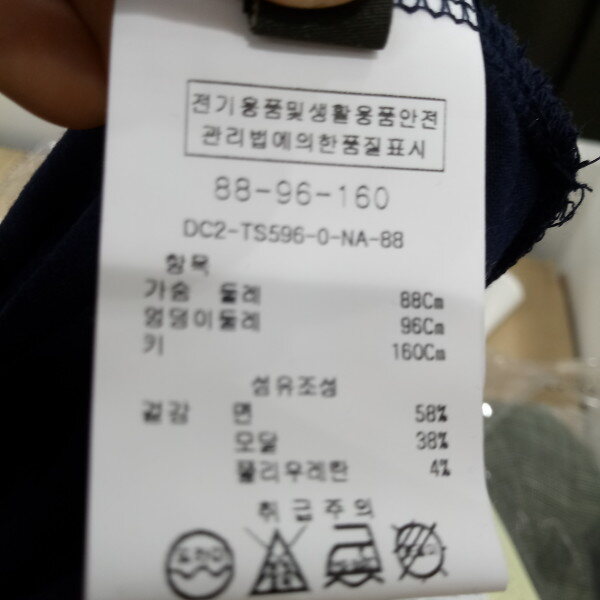 전기용품및생활용품안전
관리법에의한품질표시
88-96-160
DC2-TS596-0-NA-88
항목
가슴 둘레 88Cm
엉덩이둘레 96Cm
키 160Cm
섬유조성
겉감 면 58%
모달 38%
폴리우레탄 4%
취급주의